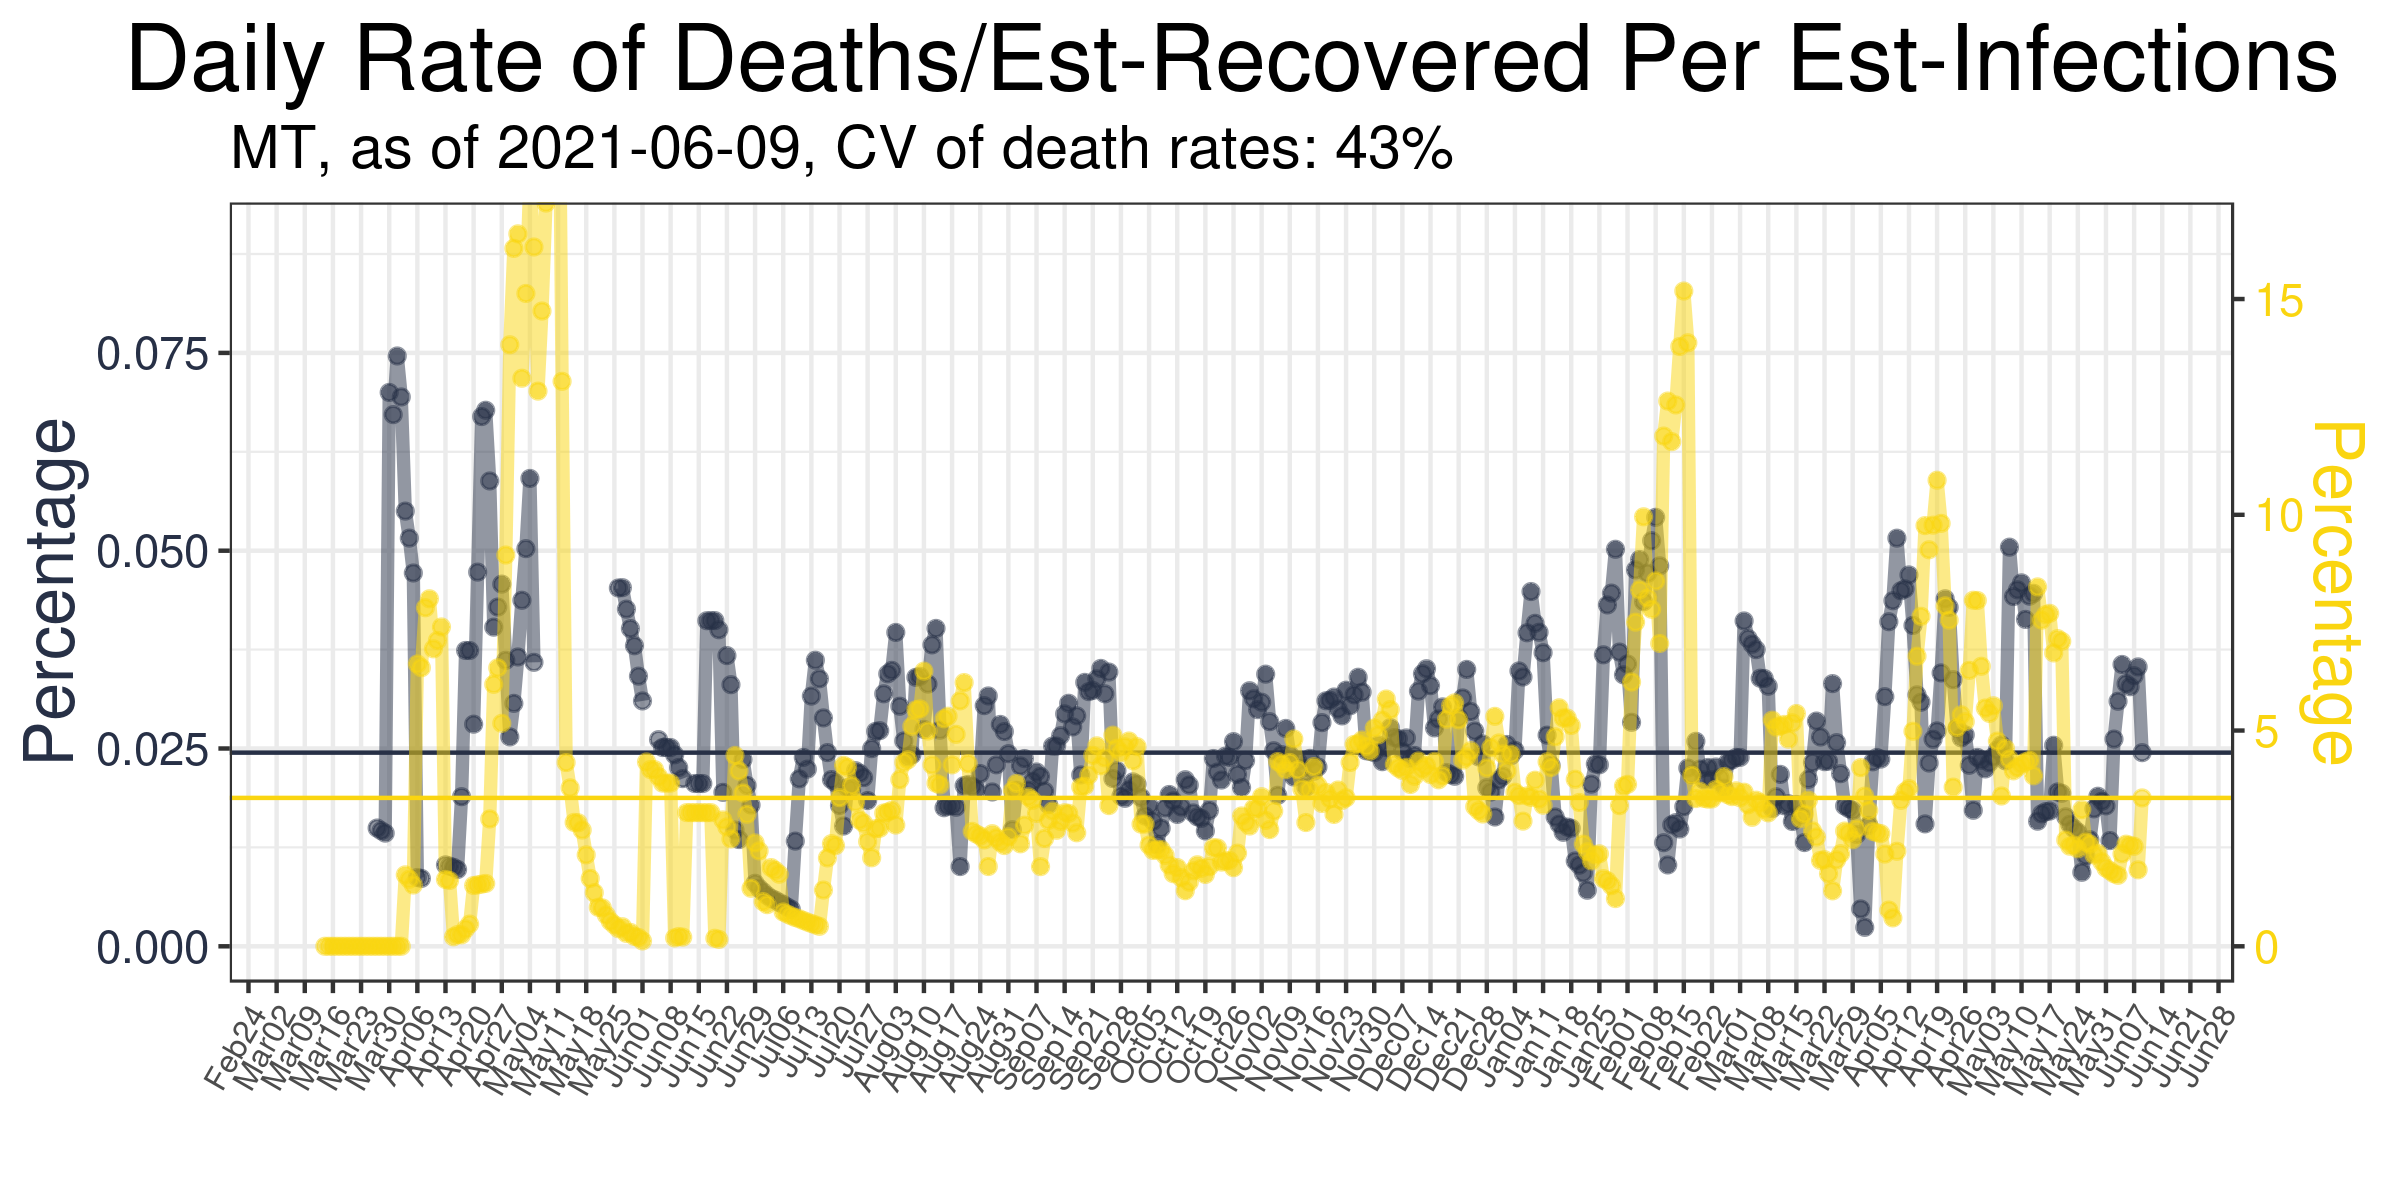 Daily Rate of Deaths/Est-Recovered Per Est-Infections
MT, as of 2021-06-09, CV of death rates: 43%
Percentage
0.075
0.050
0.025
0.000
15
10
5
0
Percentage
Feb24
Mar02
Mar09
Mar16
Mar23
Mar30
Apr06
Apr13
Apr20
Apr27
May04
May11
May18
May25
Jun01
Jun08
Jun15
Jun22
Jun29
Jul06
Jul13
Jul20
Jul27
Aug03
Aug10
Aug17
Aug24
Aug31
Sep07
Sep14
Sep21
Sep28
Oct05
Oct12
Oct19
Oct26
Nov02
Nov09
Nov16
Nov23
Nov30
Dec07
Dec14
Dec21
Dec28
Jan04
Jan11
Jan18
Jan25
Feb01
Feb08
Feb15
Feb22
Mar01
Mar08
Mar15
Mar22
Mar29
Apr05
Apr12
Apr19
Apr26
May03
May10
May17
May24
May31
Jun07
Jun14
Jun21
Jun28